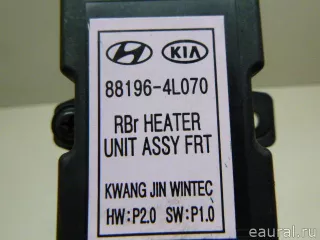 KIA
88196-4L070
RBr HEATER
UNIT ASSY FRT
KWANG JIN WINTEC
HW:P2.0 SW:P1.0
eaural.ru